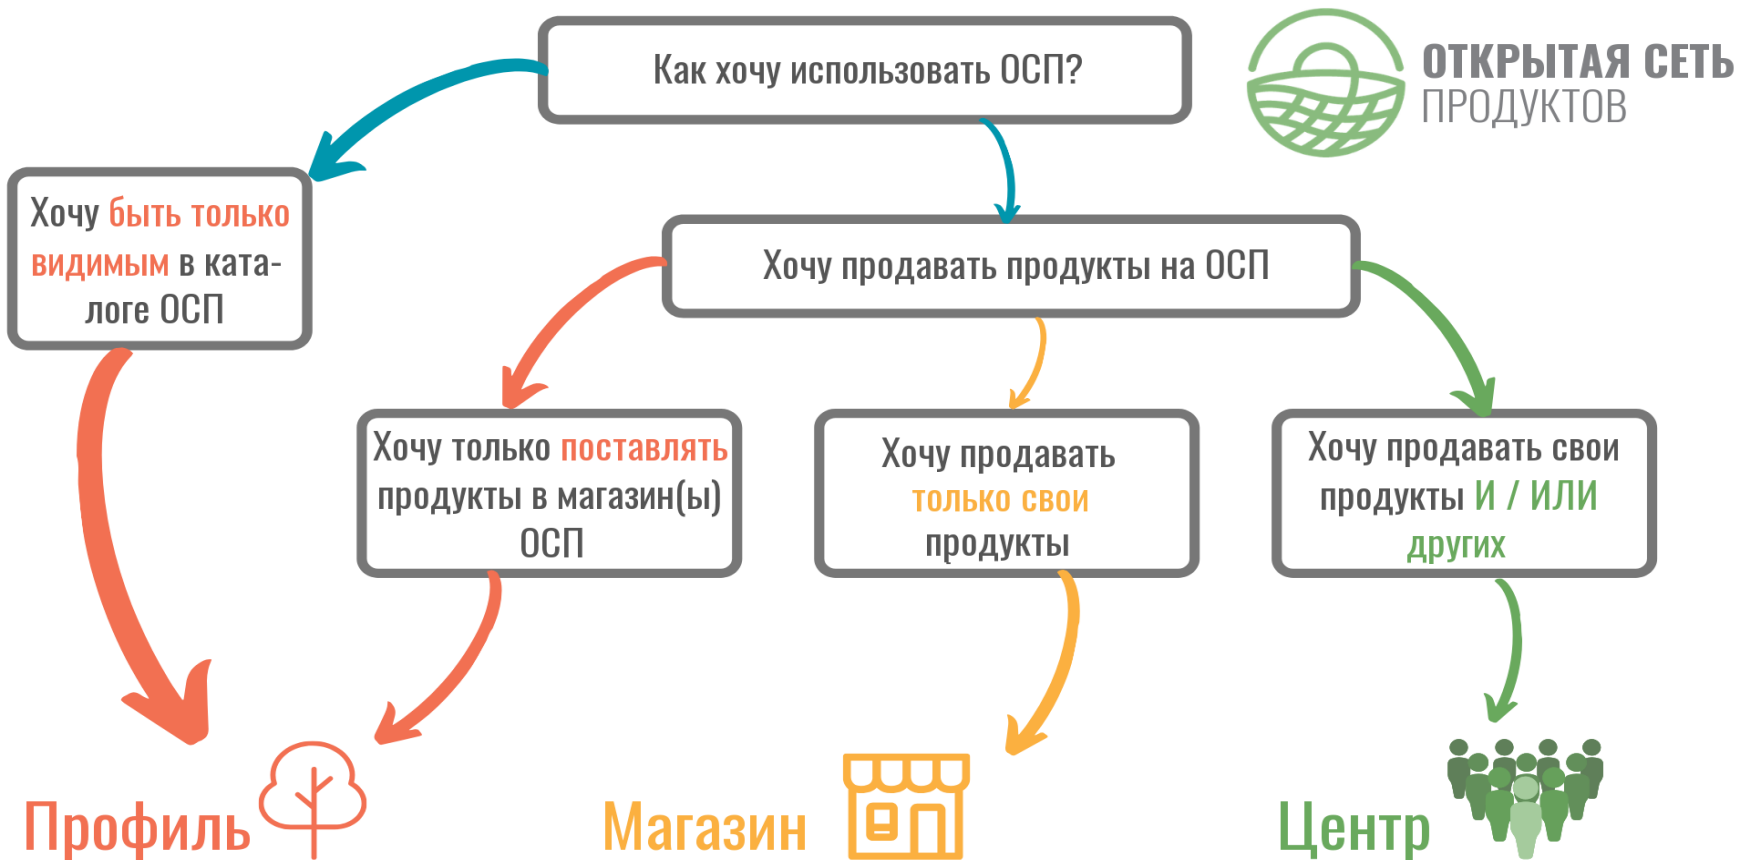 Как хочу использовать ОСП?
ОТКРЫТАЯ СЕТЬ
ПРОДУКТОВ
Хочу быть только
видимым в ката-
логе ОСП
Хочу продавать продукты на ОСП
Хочу только поставлять
продукты в магазин(ы)
ОСП
Хочу продавать
только свои
продукты
Хочу продавать свои
продукты И / ИЛИ
других
Профиль
Магазин
Центр